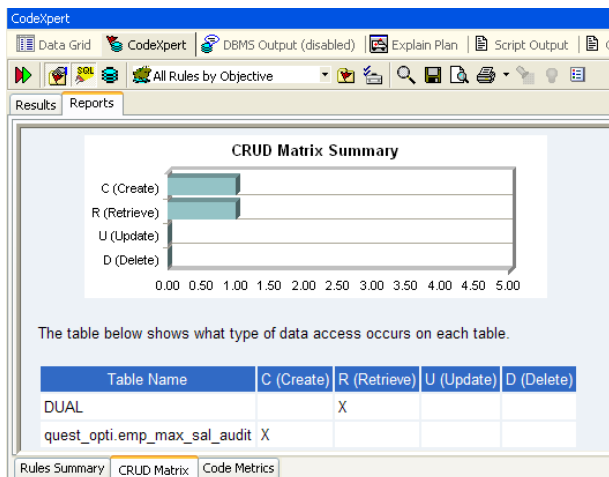 CodeXpert
Data Grid CodeXpert DBMS Output (disabled) Explain Plan Script Output
SQL All Rules by Objective
Results Reports
CRUD Matrix Summary
C (Create)
R (Retrieve)
U (Update)
D (Delete)
0.00 0.50 1.00 1.50 2.00 2.50 3.00 3.50 4.00 4.50 5.00
The table below shows what type of data access occurs on each table.
Table Name C (Create) R (Retrieve) U (Update) D (Delete)
DUAL X
quest_opti.emp_max_sal_audit X
Rules Summary CRUD Matrix Code Metrics